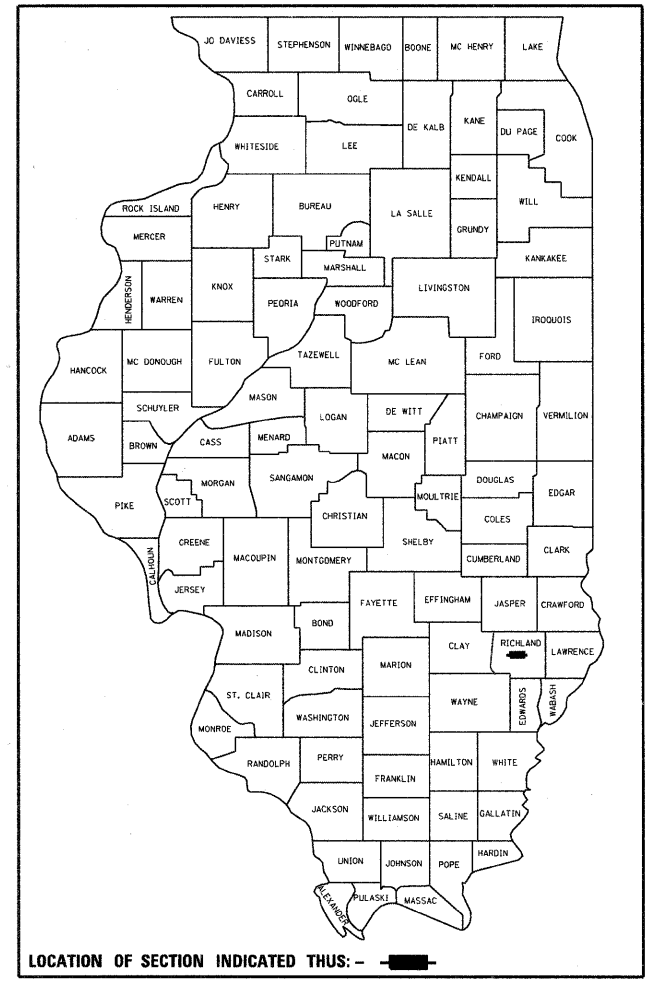 JO DAVIESS
STEPHENSON
WINNEBAGO
BOONE
MC HENRY
LAKE
CARROLL
OGLE
DE KALB
KANE
DU PAGE
COOK
WHITESIDE
LEE
KENDALL
WILL
ROCK ISLAND
HENRY
BUREAU
LA SALLE
GRUNDY
MERCER
PUTNAM
KANKAKEE
STARK
MARSHALL
HENDERSON
WARREN
KNOX
PEORIA
WOODFORD
LIVINGSTON
IROQUOIS
HANCOCK
MC DONOUGH
FULTON
TAZEWELL
MC LEAN
FORD
MASON
SCHUYLER
LOGAN
DE WITT
CHAMPAIGN
VERMILION
ADAMS
BROWN
CASS
MENARD
MACON
PIATT
SANGAMON
DOUGLAS
MORGAN
SCOTT
MOULTRIE
EDGAR
PIKE
CHRISTIAN
COLES
GREENE
MACOUPIN
MONTGOMERY
SHELBY
CALHOUN
CUMBERLAND
CLARK
JERSEY
FAYETTE
EFFINGHAM
JASPER
CRAWFORD
MADISON
BOND
CLAY
RICHLAND
LAWRENCE
CLINTON
MARION
ST. CLAIR
WAYNE
EDWARDS
WABASH
WASHINGTON
JEFFERSON
MONROE
RANDOLPH
PERRY
HAMILTON
WHITE
FRANKLIN
JACKSON
WILLIAMSON
SALINE
GALLATIN
UNION
JOHNSON
POPE
HARDIN
ALEXANDER
PULASKI
MASSAC
LOCATION OF SECTION INDICATED THUS: –